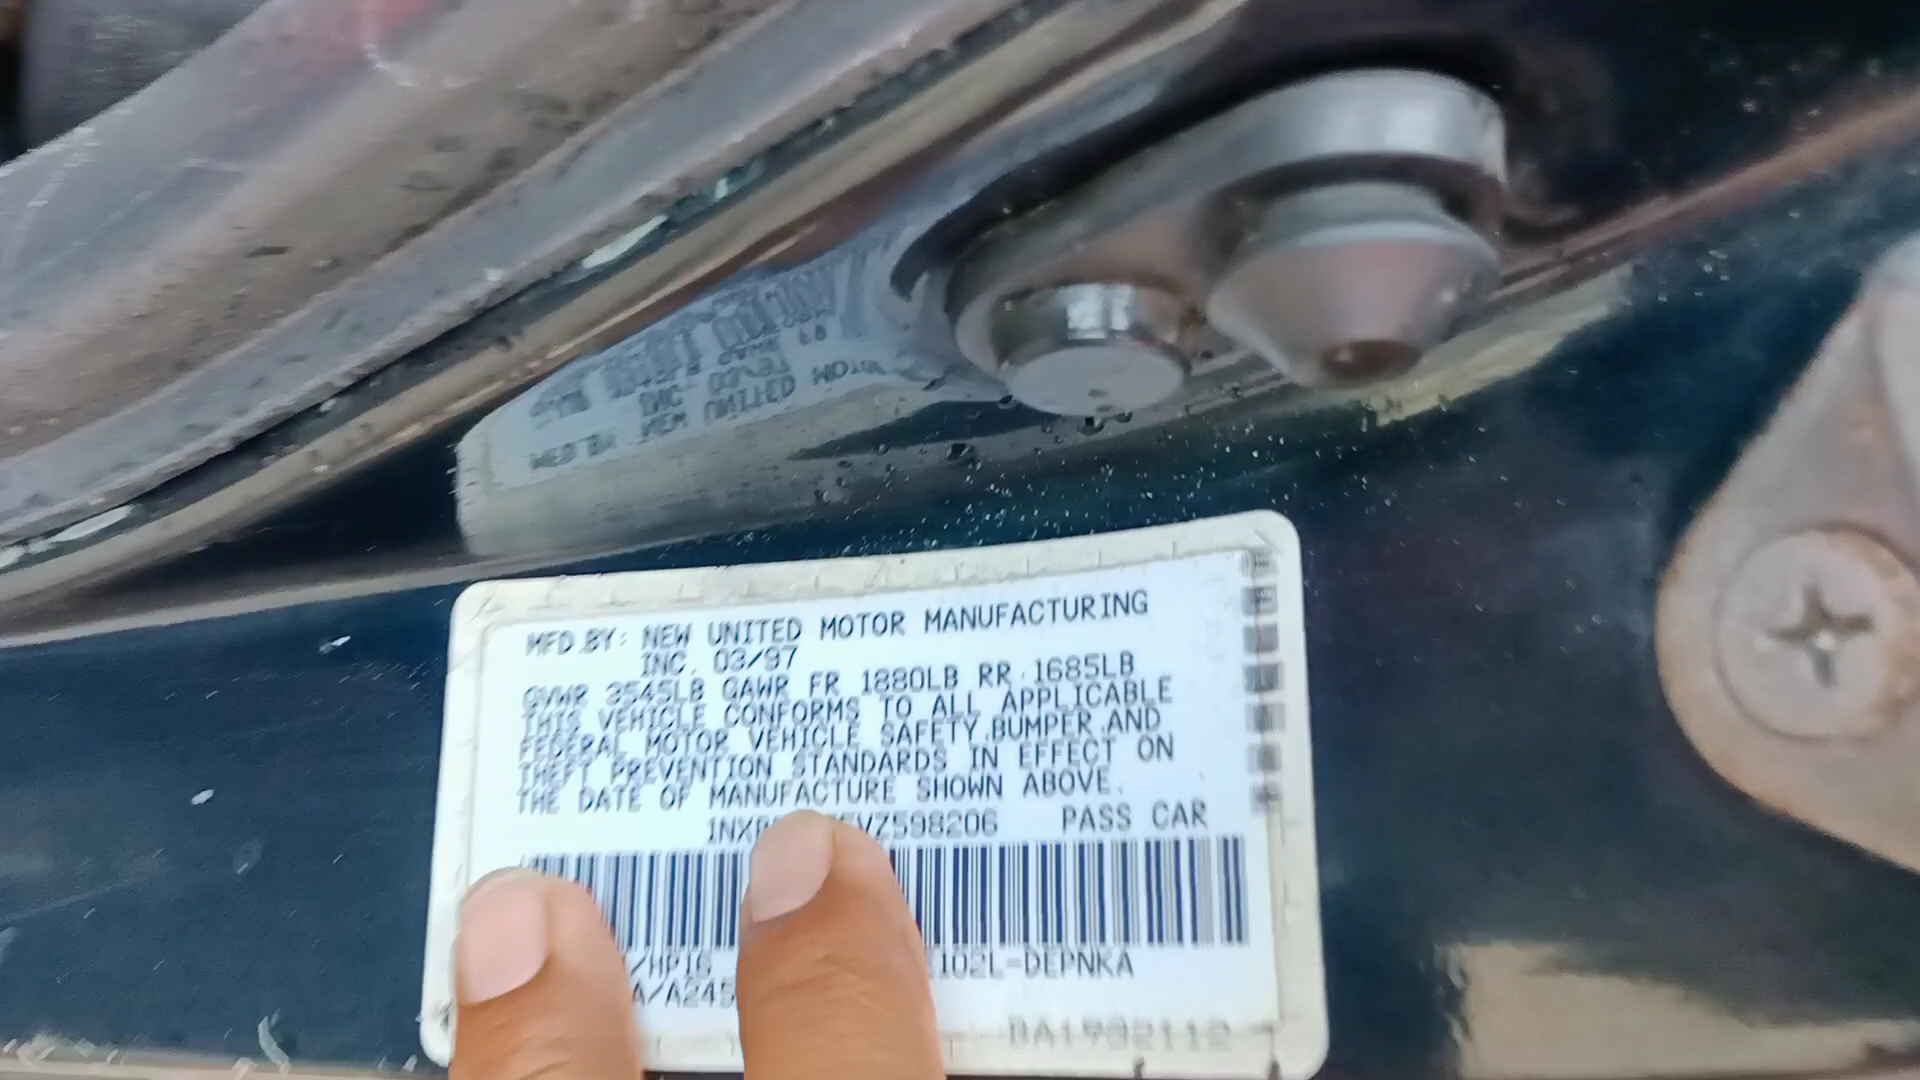 MFD.BY: NEW UNITED MOTOR MANUFACTURING
INC. 03/97
GVWR 3545LB GAWR FR 1880LB RR 1685LB
THIS VEHICLE CONFORMS TO ALL APPLICABLE
FEDERAL MOTOR VEHICLE SAFETY,BUMPER,AND
THEFT PREVENTION STANDARDS IN EFFECT ON
THE DATE OF MANUFACTURE SHOWN ABOVE.
VZ598206 PASS CAR
102L-DEPNKA
A/A245
BA1932112